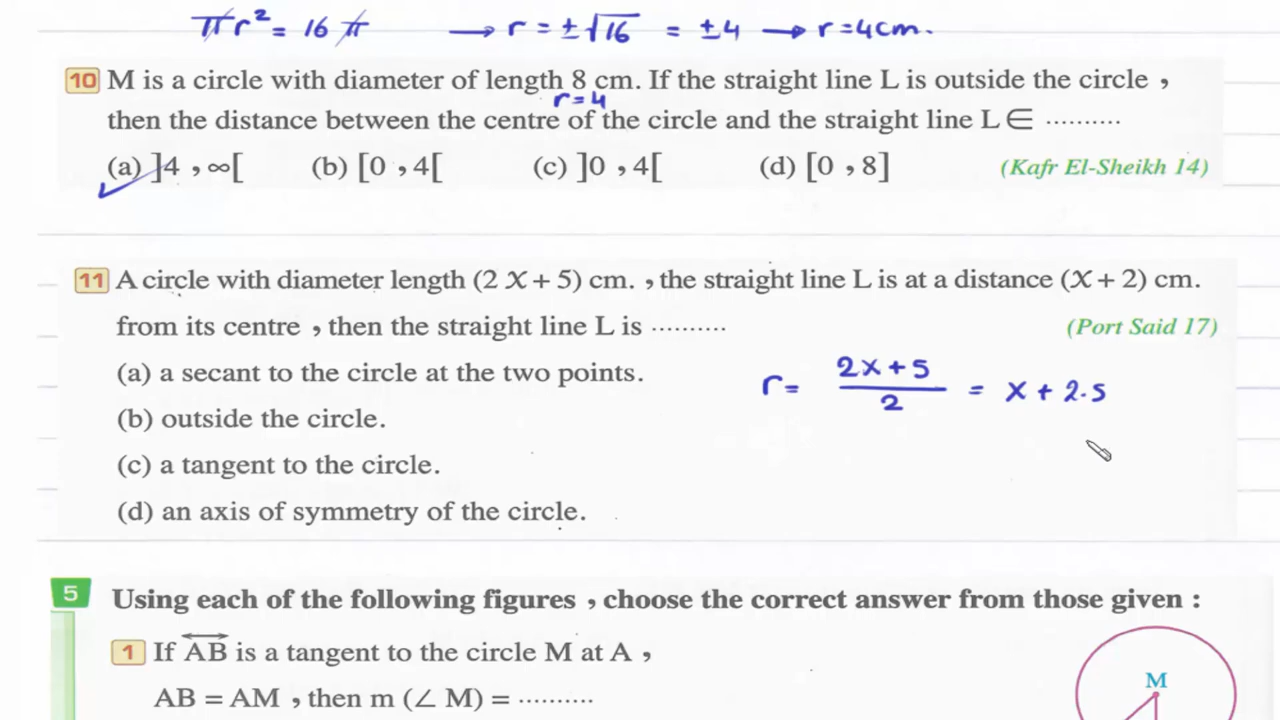 πr² = 16 π → r = ±√16 = ±4 → r = 4 cm.
10 M is a circle with diameter of length 8 cm. If the straight line L is outside the circle ,
r = 4
then the distance between the centre of the circle and the straight line L ∈ ..........
(a) ]4 , ∞[ (b) [0 , 4[ (c) ]0 , 4[ (d) [0 , 8] (Kafr El-Sheikh 14)
11 A circle with diameter length (2 X + 5) cm. , the straight line L is at a distance (X + 2) cm.
from its centre , then the straight line L is .......... (Port Said 17)
(a) a secant to the circle at the two points.
(b) outside the circle.
(c) a tangent to the circle.
(d) an axis of symmetry of the circle.
r = (2x + 5)/2 = x + 2.5
5 Using each of the following figures , choose the correct answer from those given :
1 If A͞B is a tangent to the circle M at A ,
AB = AM , then m (∠ M) = ..........
M